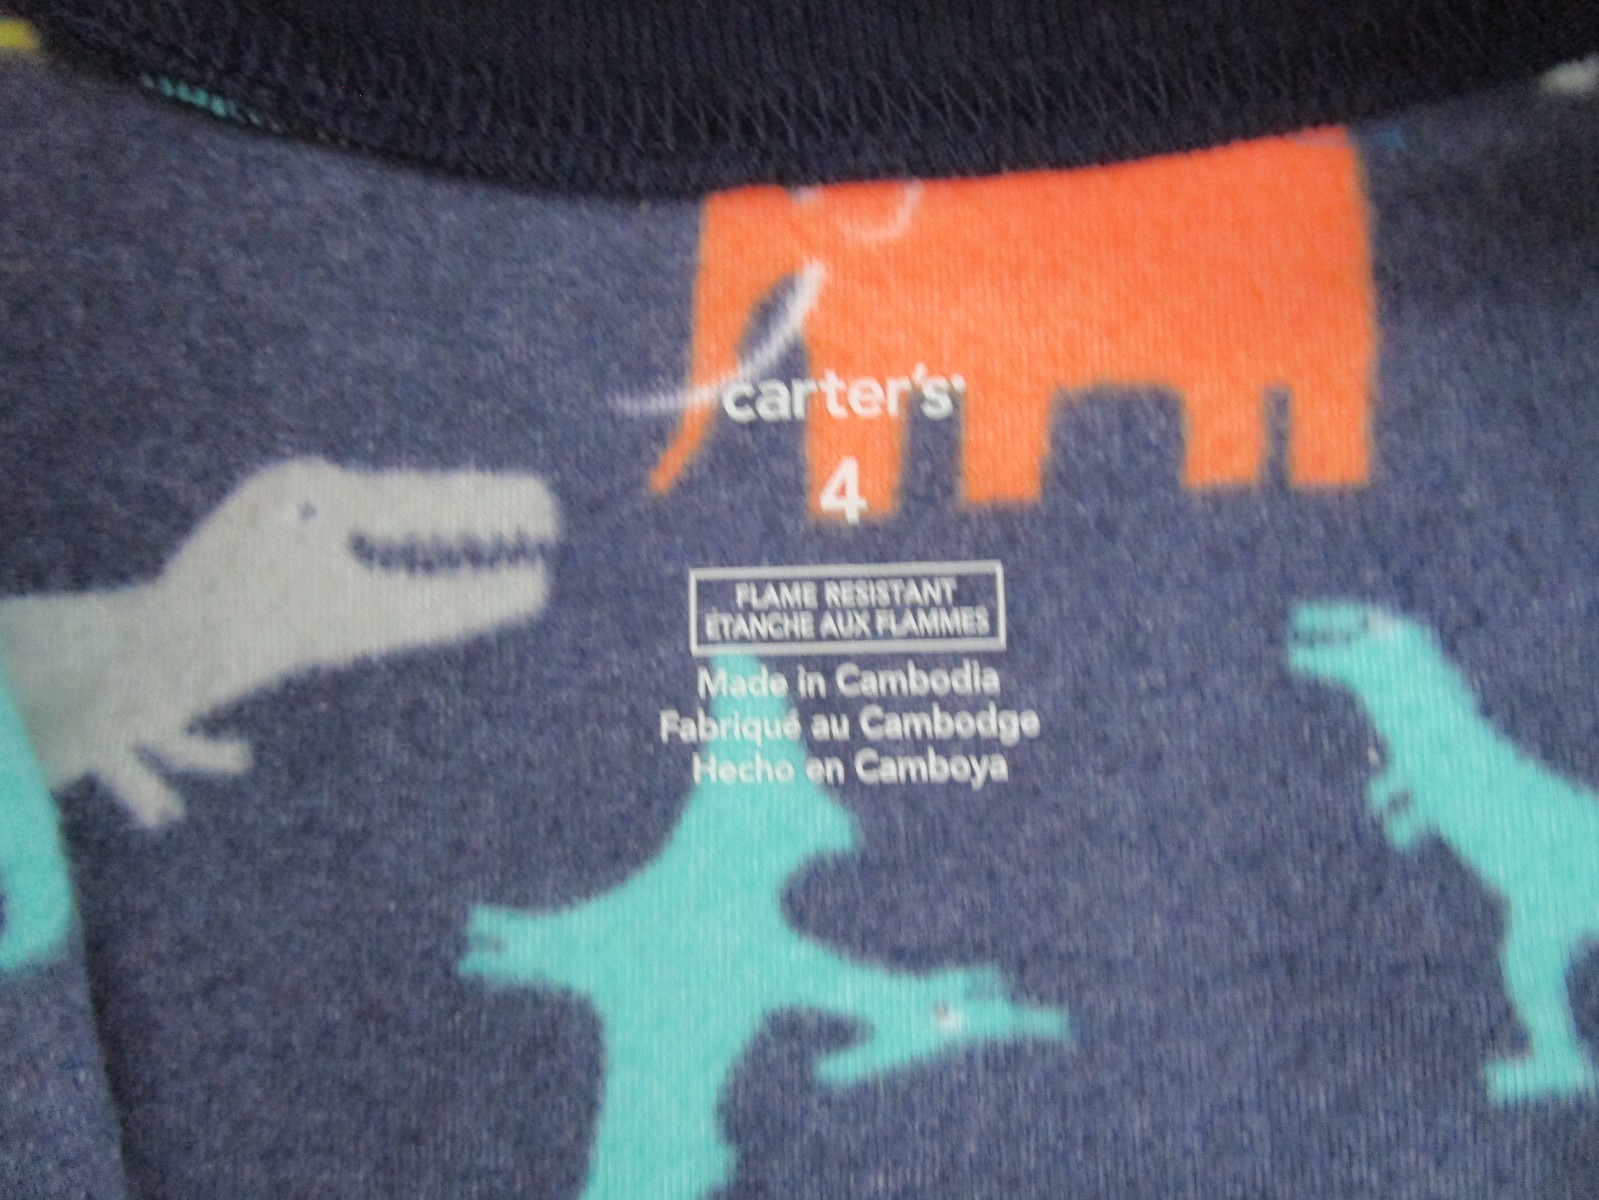 carter's
4
FLAME RESISTANT
ÉTANCHE AUX FLAMMES
Made in Cambodia
Fabriqué au Cambodge
Hecho en Camboya